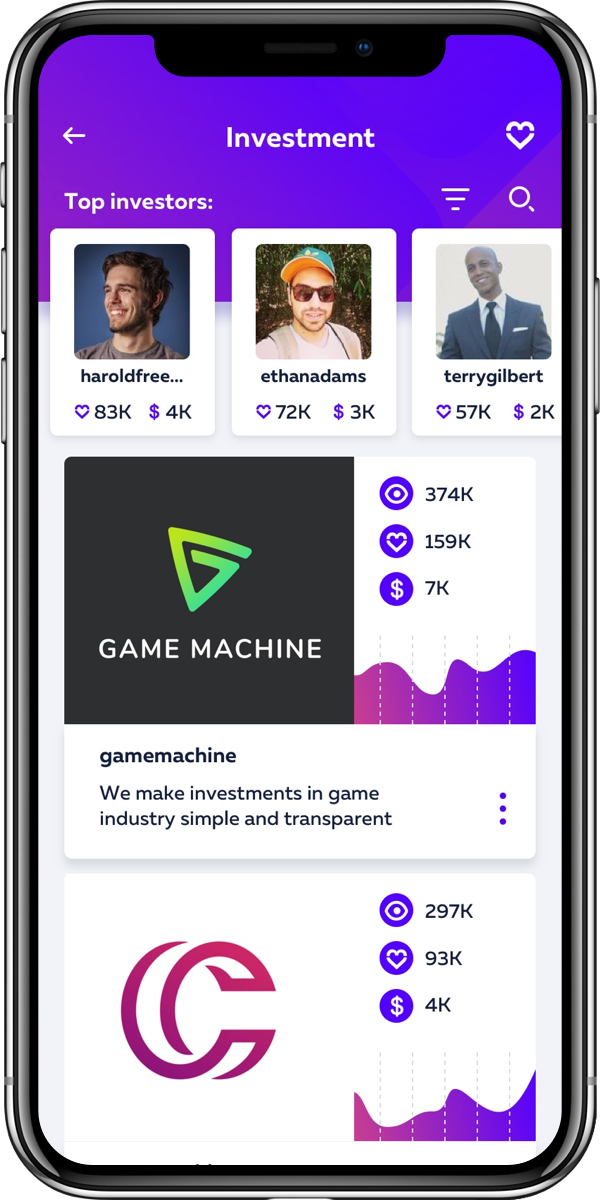 Investment
Top investors:
haroldfree...
83K $ 4K
ethanadams
72K $ 3K
terrygilbert
57K $ 2K
374K
159K
$ 7K
GAME MACHINE
gamemachine
We make investments in game
industry simple and transparent
297K
93K
$ 4K